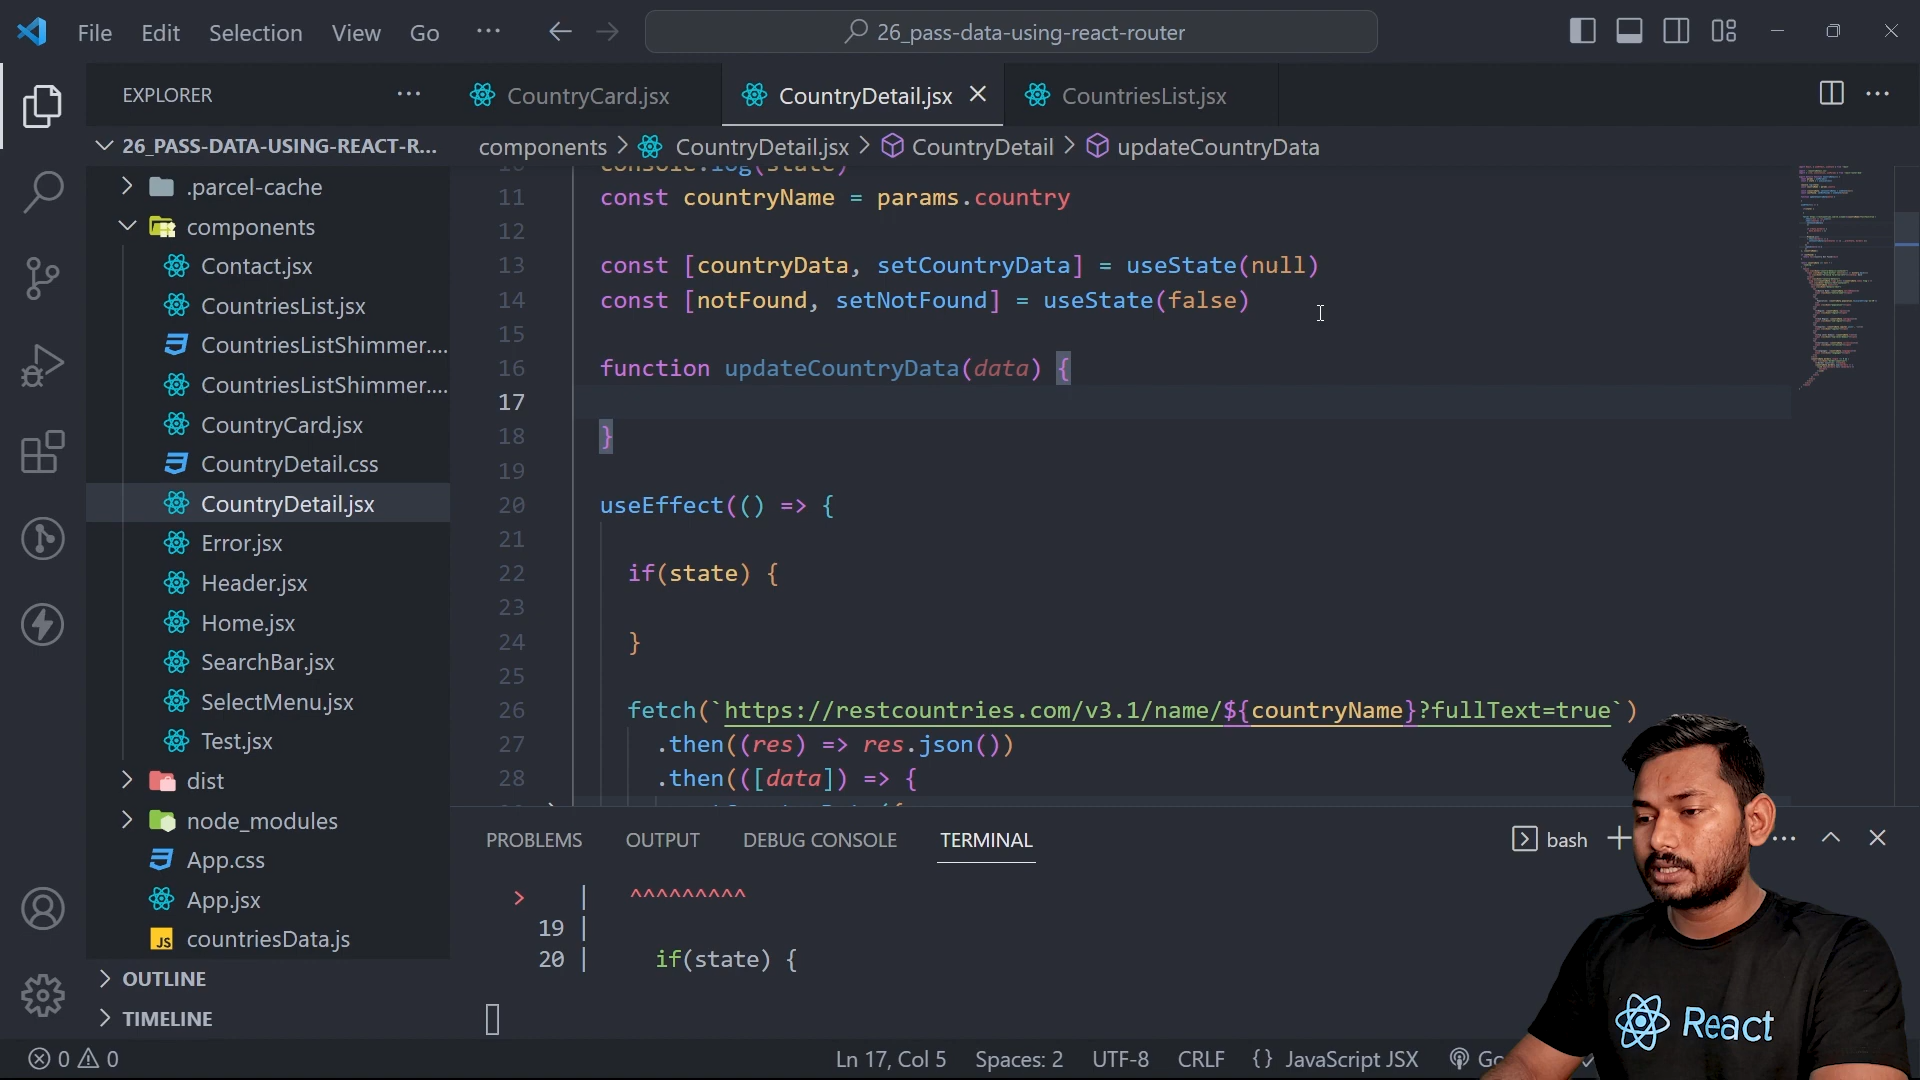 File Edit Selection View Go ··· 26_pass-data-using-react-router
EXPLORER ···
CountryCard.jsx CountryDetail.jsx CountriesList.jsx
26_PASS-DATA-USING-REACT-R...
.parcel-cache
components
Contact.jsx
CountriesList.jsx
CountriesListShimmer....
CountriesListShimmer....
CountryCard.jsx
CountryDetail.css
CountryDetail.jsx
Error.jsx
Header.jsx
Home.jsx
SearchBar.jsx
SelectMenu.jsx
Test.jsx
dist
node_modules
App.css
App.jsx
JS countriesData.js
OUTLINE
TIMELINE
components > CountryDetail.jsx > CountryDetail > updateCountryData
10 console.log(state)
11 const countryName = params.country
12
13 const [countryData, setCountryData] = useState(null)
14 const [notFound, setNotFound] = useState(false)
15
16 function updateCountryData(data) {
17
18 }
19
20 useEffect(() => {
21
22 if(state) {
23
24 }
25
26 fetch(`https://restcountries.com/v3.1/name/${countryName}?fullText=true`)
27 .then((res) => res.json())
28 .then(([data]) => {
PROBLEMS OUTPUT DEBUG CONSOLE TERMINAL bash
> | ^^^^^^^^^
19 |
20 | if(state) {
React
0 0 Ln 17, Col 5 Spaces: 2 UTF-8 CRLF {} JavaScript JSX